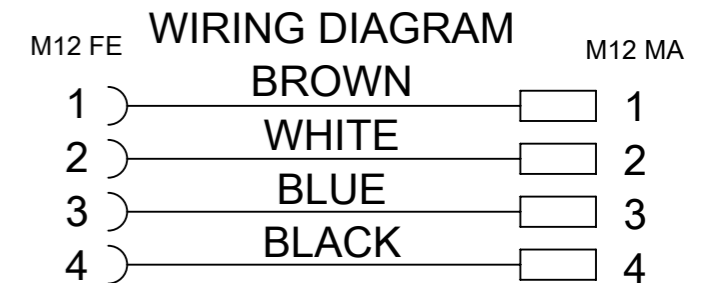 WIRING DIAGRAM
M12 FE M12 MA
1 BROWN 1
2 WHITE 2
3 BLUE 3
4 BLACK 4